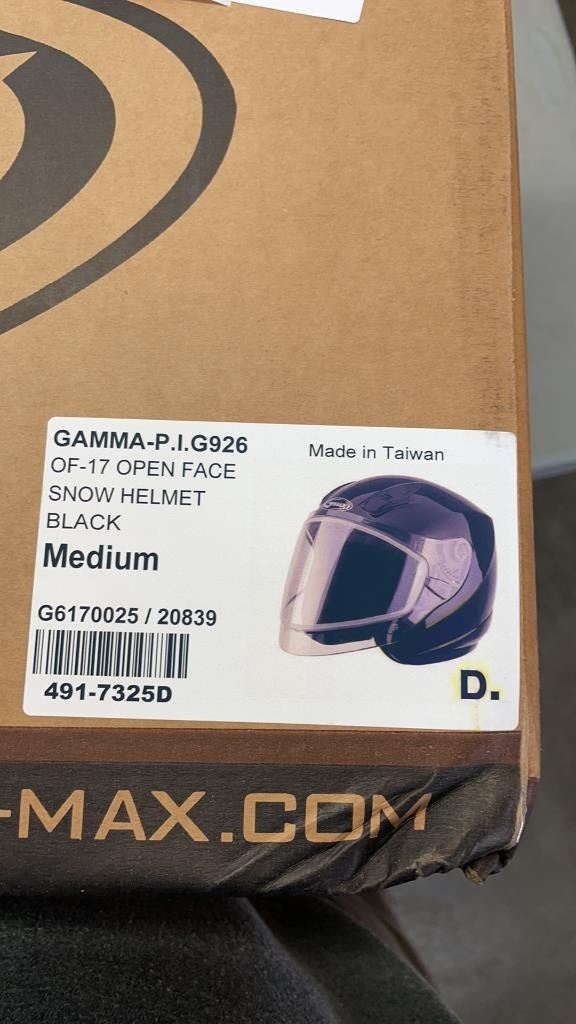 GAMMA-P.I.G926
Made in Taiwan
OF-17 OPEN FACE
SNOW HELMET
BLACK
Medium
G6170025 / 20839
491-7325D
D.
-MAX.COM